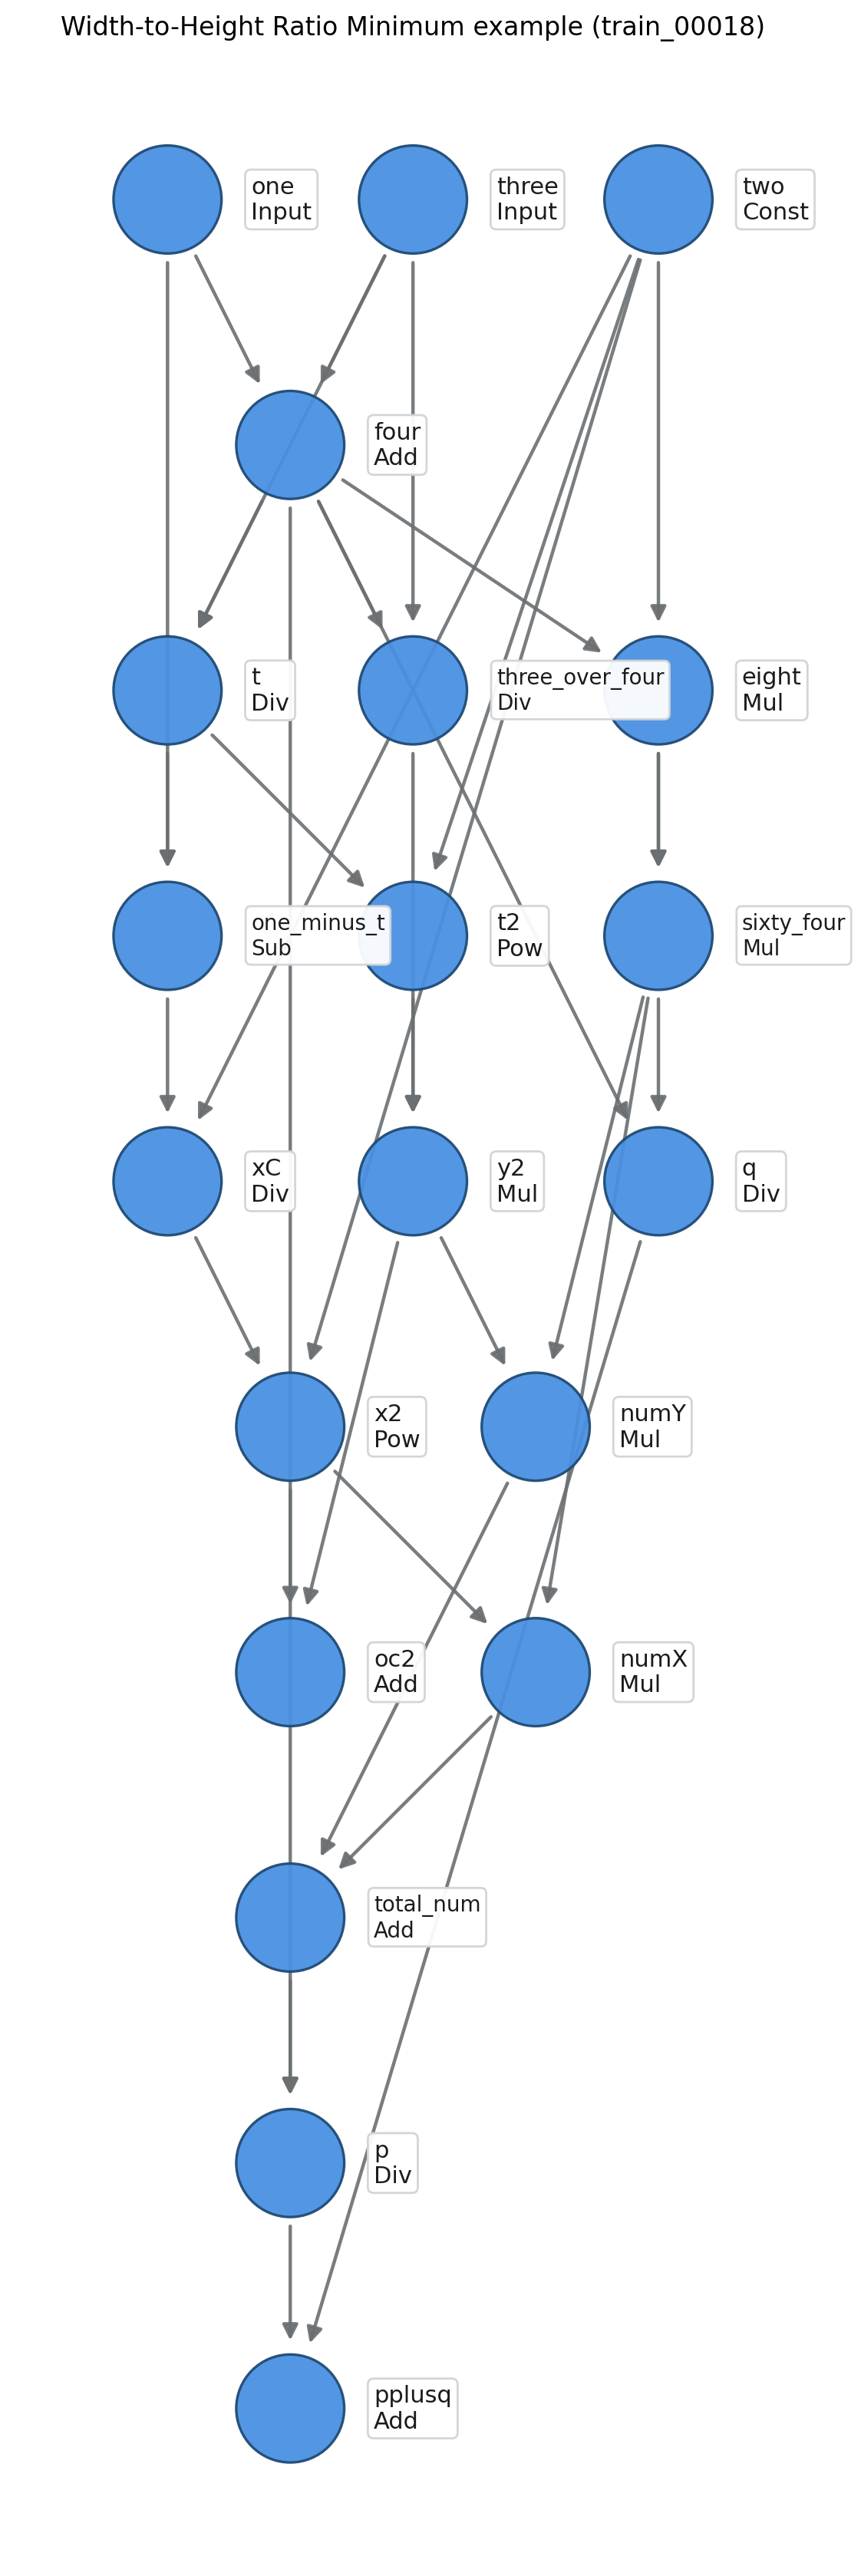 Width-to-Height Ratio Minimum example (train_00018)
one
Input
three
Input
two
Const
four
Add
t
Div
three_over_four
Div
eight
Mul
one_minus_t
Sub
t2
Pow
sixty_four
Mul
xC
Div
y2
Mul
q
Div
x2
Pow
numY
Mul
oc2
Add
numX
Mul
total_num
Add
p
Div
pplusq
Add